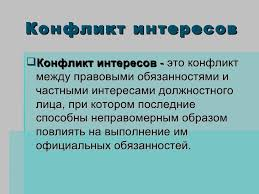 Конфликт интересов
Конфликт интересов - это конфликт
между правовыми обязанностями и
частными интересами должностного
лица, при котором последние
способны неправомерным образом
повлиять на выполнение им
официальных обязанностей.